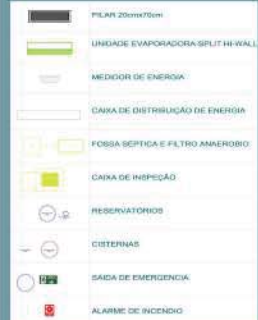 PILAR 20cmx70cm
UNIDADE EVAPORADORA SPLIT HI-WALL
MEDIDOR DE ENERGIA
CAIXA DE DISTRIBUIÇÃO DE ENERGIA
FOSSA SÉPTICA E FILTRO ANAERÓBIO
CAIXA DE INSPEÇÃO
RESERVATÓRIOS
CISTERNAS
SAÍDA DE EMERGÊNCIA
ALARME DE INCÊNDIO